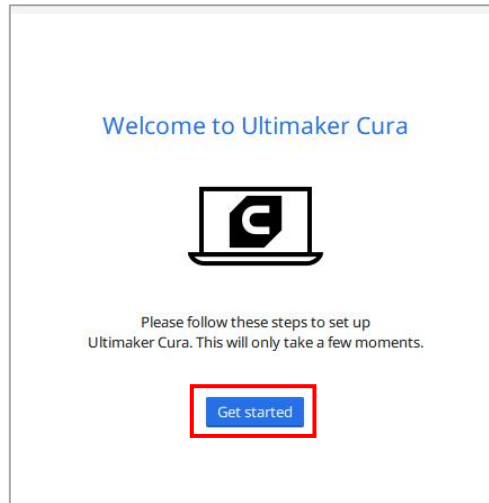 Welcome to Ultimaker Cura
Please follow these steps to set up
Ultimaker Cura. This will only take a few moments.
Get started